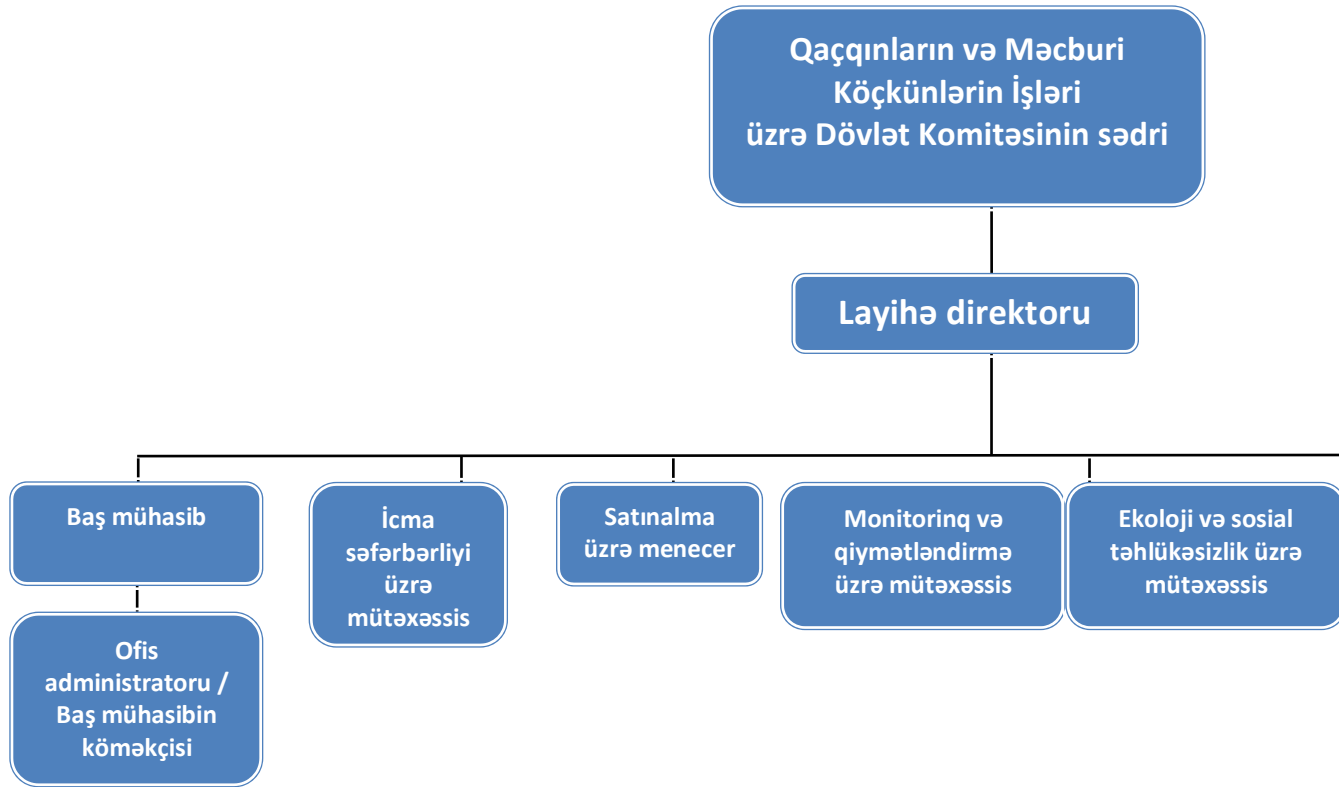 Qaçqınların və Məcburi
Köçkünlərin İşləri
üzrə Dövlət Komitəsinin sədri
Layihə direktoru
Baş mühasib
İcma
səfərbərliyi
üzrə
mütəxəssis
Satınalma
üzrə menecer
Monitorinq və
qiymətləndirmə
üzrə mütəxəssis
Ekoloji və sosial
təhlükəsizlik üzrə
mütəxəssis
Ofis
administratoru /
Baş mühasibin
köməkçisi